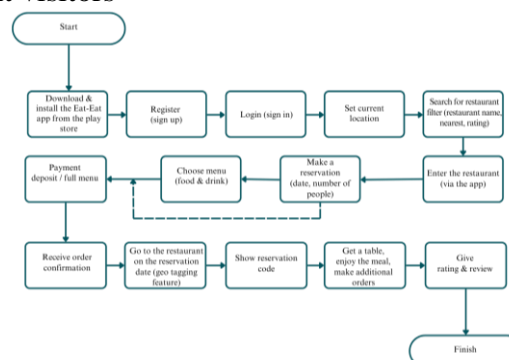 Start
Download &
install the Eat-Eat
app from the play
store
Register
(sign up)
Login (sign in)
Set current
location
Search for restaurant
filter (restaurant name,
nearest, rating)
Payment
deposit / full menu
Choose menu
(food & drink)
Make a
reservation
(date, number of
people)
Enter the restaurant
(via the app)
Receive order
confirmation
Go to the restaurant
on the reservation
date (geo tagging
feature)
Show reservation
code
Get a table,
enjoy the meal,
make additional
orders
Give
rating & review
Finish